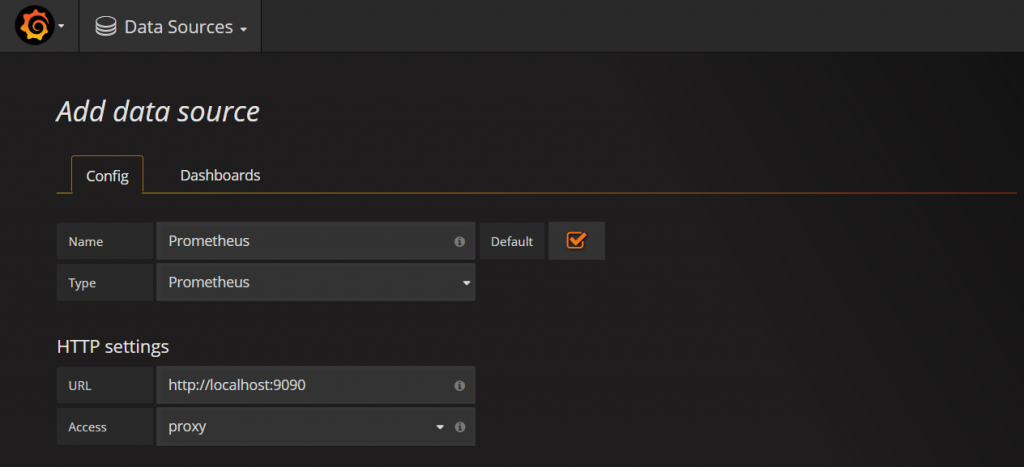 Data Sources
Add data source
Config Dashboards
Name Prometheus Default
Type Prometheus
HTTP settings
URL http://localhost:9090
Access proxy